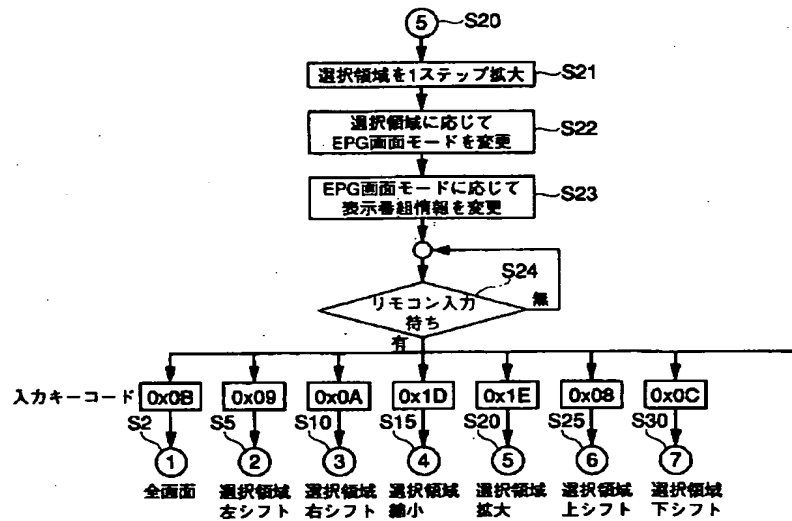 5 S20
選択領域を1ステップ拡大 S21
選択領域に応じて
EPG画面モードを変更 S22
EPG画面モードに応じて
表示番組情報を変更 S23
S24
リモコン入力 無
待ち
有
入力キーコード 0x0B 0x09 0x0A 0x1D 0x1E 0x08 0x0C
S2 S5 S10 S15 S20 S25 S30
1 2 3 4 5 6 7
全画面 選択領域 選択領域 選択領域 選択領域 選択領域 選択領域
左シフト 右シフト 縮小 拡大 上シフト 下シフト